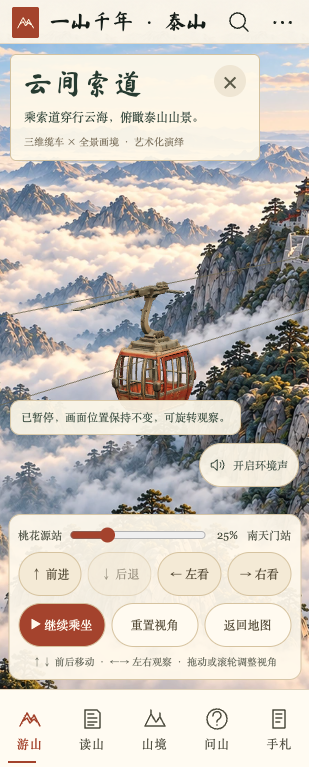 一山千年 · 泰山
云间索道
乘索道穿行云海，俯瞰泰山山景。
三维缆车 × 全景画境 · 艺术化演绎
已暂停，画面位置保持不变，可旋转观察。
开启环境声
桃花源站 25% 南天门站
↑ 前进 ↓ 后退 ← 左看 → 右看
▶ 继续乘坐 重置视角 返回地图
↑ ↓ 前后移动 · ←→ 左右观察 · 拖动或滚轮调整视角
游山 读山 山境 问山 手札